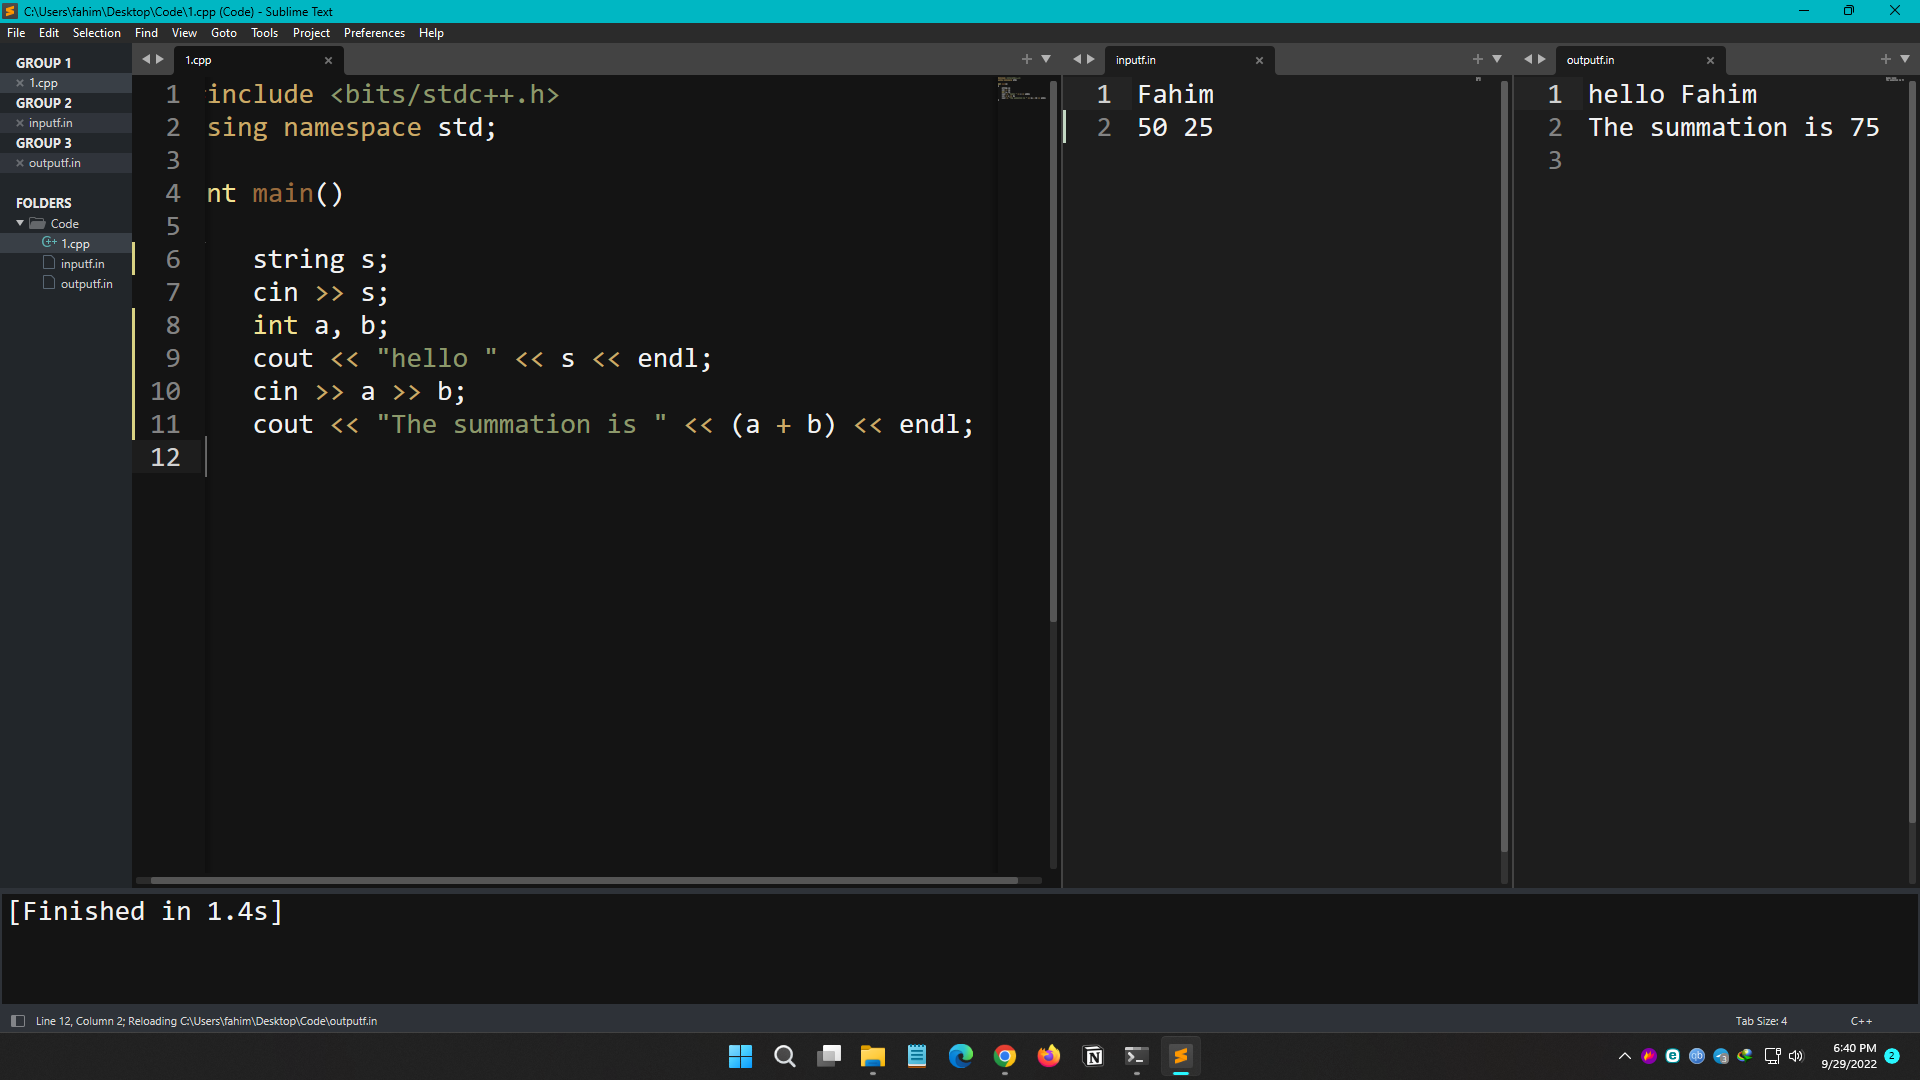 C:\Users\fahim\Desktop\Code\1.cpp (Code) - Sublime Text
File Edit Selection Find View Goto Tools Project Preferences Help
GROUP 1
1.cpp
GROUP 2
inputf.in
GROUP 3
outputf.in
FOLDERS
Code
1.cpp
inputf.in
outputf.in
1.cpp
1 include <bits/stdc++.h>
2 sing namespace std;
3
4 nt main()
5
6 string s;
7 cin >> s;
8 int a, b;
9 cout << "hello " << s << endl;
10 cin >> a >> b;
11 cout << "The summation is " << (a + b) << endl;
12
inputf.in
1 Fahim
2 50 25
outputf.in
1 hello Fahim
2 The summation is 75
3
[Finished in 1.4s]
Line 12, Column 2; Reloading C:\Users\fahim\Desktop\Code\outputf.in
Tab Size: 4
C++
6:40 PM
9/29/2022
2